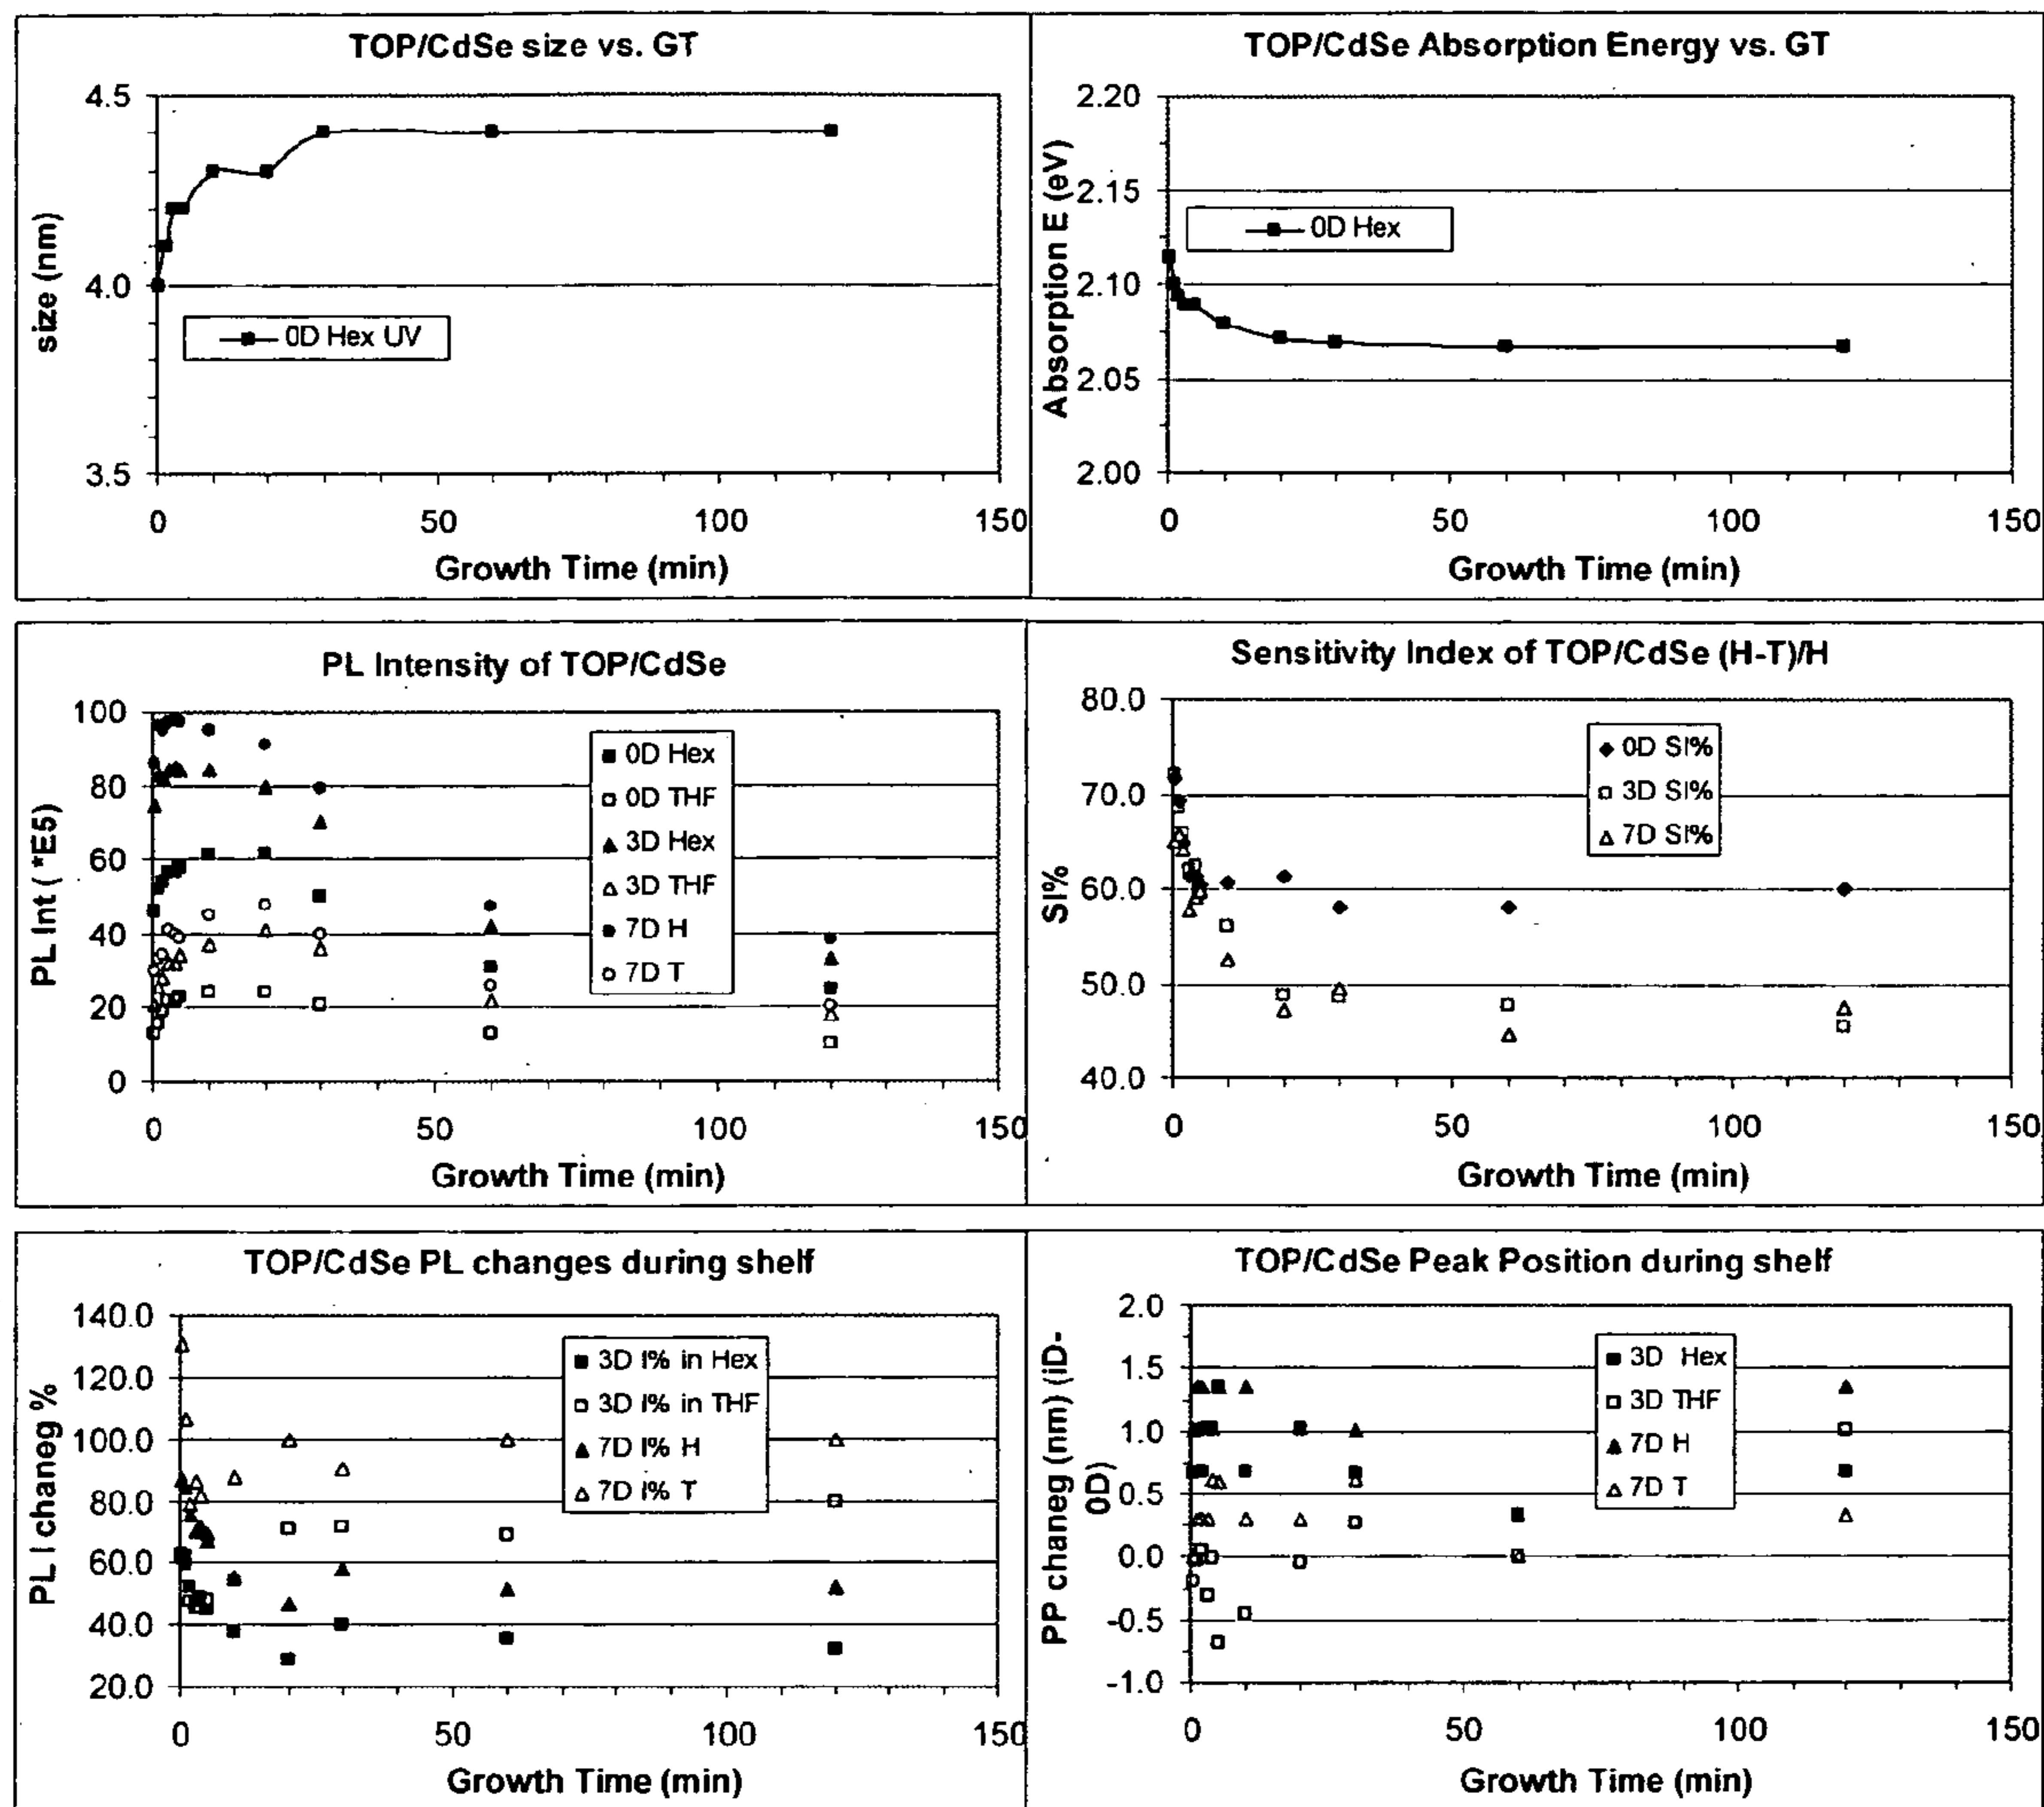 TOP/CdSe size vs. GT
4.5
4.0
3.5
size (nm)
0D Hex UV
0
50
100
150
Growth Time (min)
TOP/CdSe Absorption Energy vs. GT
2.20
2.15
2.10
2.05
2.00
Absorption E (eV)
0D Hex
0
50
100
150
Growth Time (min)
PL Intensity of TOP/CdSe
100
80
60
40
20
0
PL Int ( *E5)
0D Hex
0D THF
3D Hex
3D THF
7D H
7D T
0
50
100
150
Growth Time (min)
Sensitivity Index of TOP/CdSe (H-T)/H
80.0
70.0
60.0
50.0
40.0
SI%
0D SI%
3D SI%
7D SI%
0
50
100
150
Growth Time (min)
TOP/CdSe PL changes during shelf
140.0
120.0
100.0
80.0
60.0
40.0
20.0
PL I chaneg %
3D I% in Hex
3D I% in THF
7D I% H
7D I% T
0
50
100
150
Growth Time (min)
TOP/CdSe Peak Position during shelf
2.0
1.5
1.0
0.5
0.0
-0.5
-1.0
PP chaneg (nm) (iD-
0D)
3D Hex
3D THF
7D H
7D T
0
50
100
150
Growth Time (min)